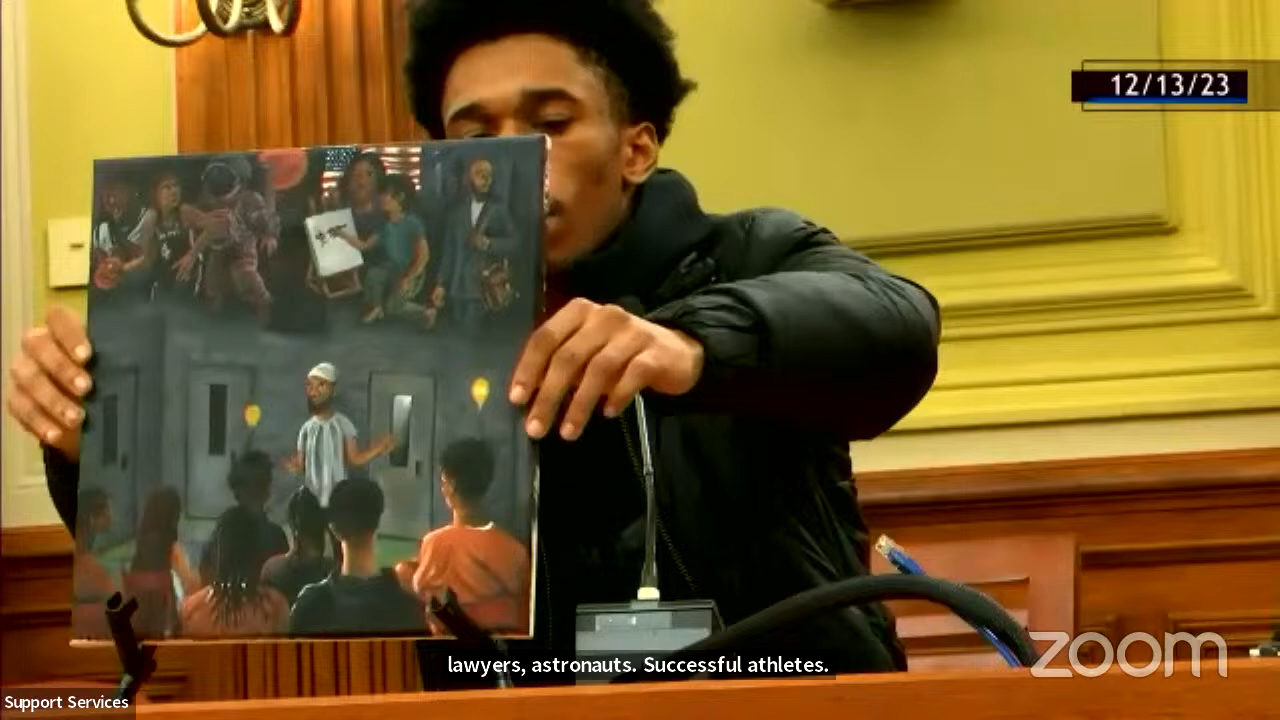 12/13/23
lawyers, astronauts. Successful athletes.
zoom
Support Services